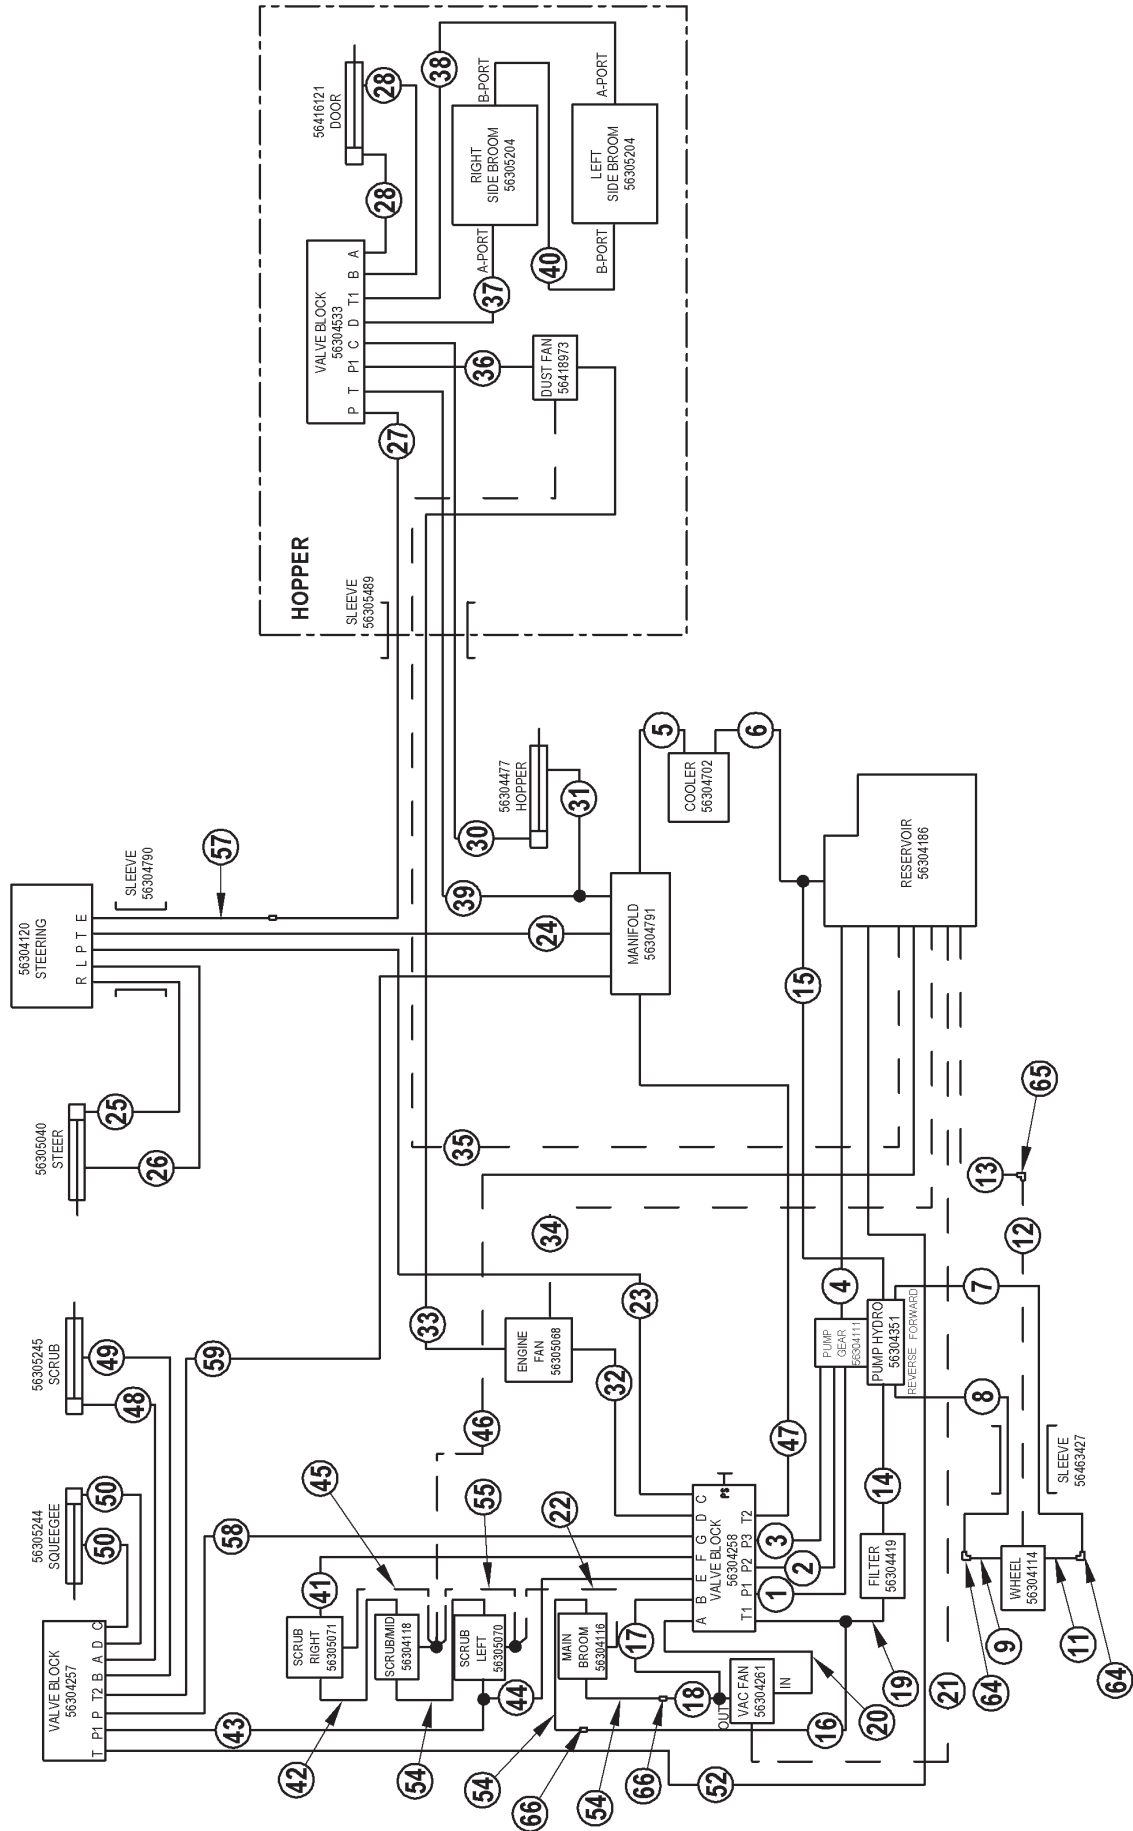 VALVE BLOCK
56304257
T P1 P T2 B A D C
56305244
SQUEEGEE
50
50
56305245
SCRUB
48
49
56305040
STEER
26
25
56304120
STEERING
R L P T E
SLEEVE
56304790
57
58
59
43
52
SCRUB
RIGHT
56305071
41
42
45
SCRUB/MID
56304118
54
SCRUB
LEFT
56305070
55
44
46
54
66
MAIN
BROOM
56304116
22
17
54
66
18
OUT
VAC FAN
56304261
IN
16
20
19
21
A B E F G D C
VALVE BLOCK
56304258
PS
T1 P1 P2 P3 T2
1
2
3
ENGINE
FAN
56305068
32
33
34
23
35
47
FILTER
56304419
14
PUMP
GEAR
56304111
PUMP HYDRO
56304351
REVERSE FORWARD
4
15
7
8
SLEEVE
56463427
WHEEL
56304114
64
9
11
64
12
13
65
MANIFOLD
56304791
24
39
30
31
56304477
HOPPER
5
COOLER
56304702
6
RESERVOIR
56304186
HOPPER
SLEEVE
56305489
VALVE BLOCK
56304533
P T P1 C D T1 B A
27
36
37
38
28
28
56416121
DOOR
DUST FAN
56418973
A-PORT
RIGHT
SIDE BROOM
56305204
B-PORT
40
B-PORT
LEFT
SIDE BROOM
56305204
A-PORT